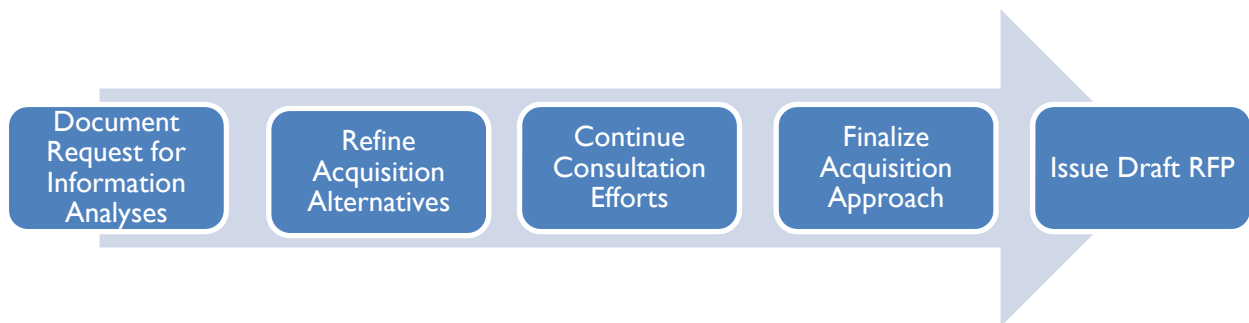 Document
Request for
Information
Analyses
Refine
Acquisition
Alternatives
Continue
Consultation
Efforts
Finalize
Acquisition
Approach
Issue Draft RFP